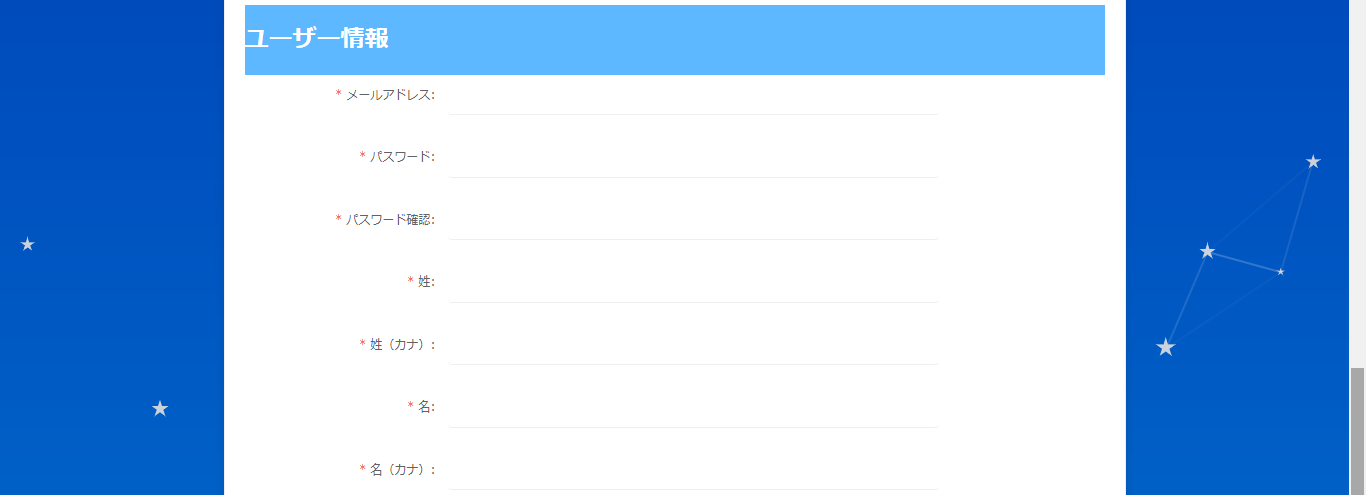 ユーザー情報
* メールアドレス:
* パスワード:
* パスワード確認:
* 姓:
* 姓（カナ）:
* 名:
* 名（カナ）: